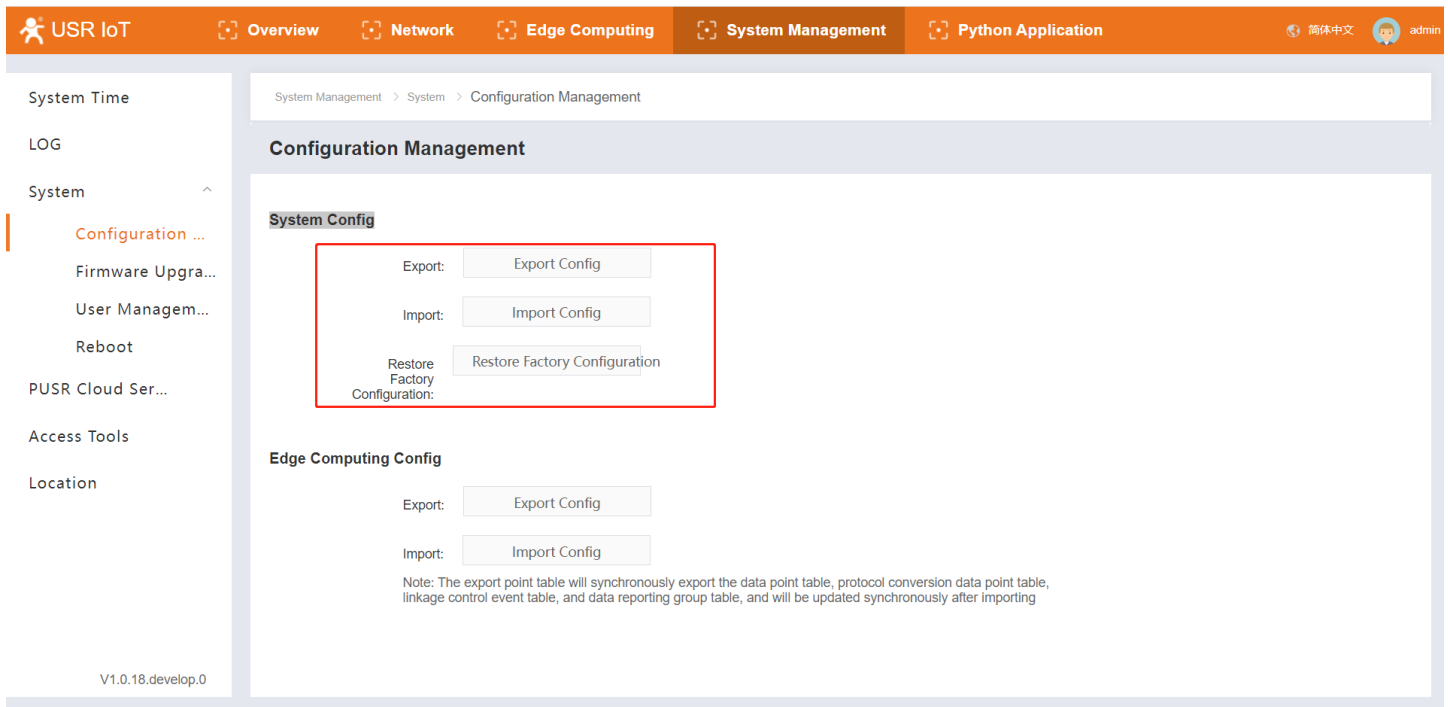 USR IoT
Overview
Network
Edge Computing
System Management
Python Application
简体中文
admin
System Time
LOG
System
Configuration ...
Firmware Upgra...
User Managem...
Reboot
PUSR Cloud Ser...
Access Tools
Location
V1.0.18.develop.0
System Management > System > Configuration Management
Configuration Management
System Config
Export: Export Config
Import: Import Config
Restore Factory Configuration
Restore
Factory
Configuration:
Edge Computing Config
Export: Export Config
Import: Import Config
Note: The export point table will synchronously export the data point table, protocol conversion data point table,
linkage control event table, and data reporting group table, and will be updated synchronously after importing